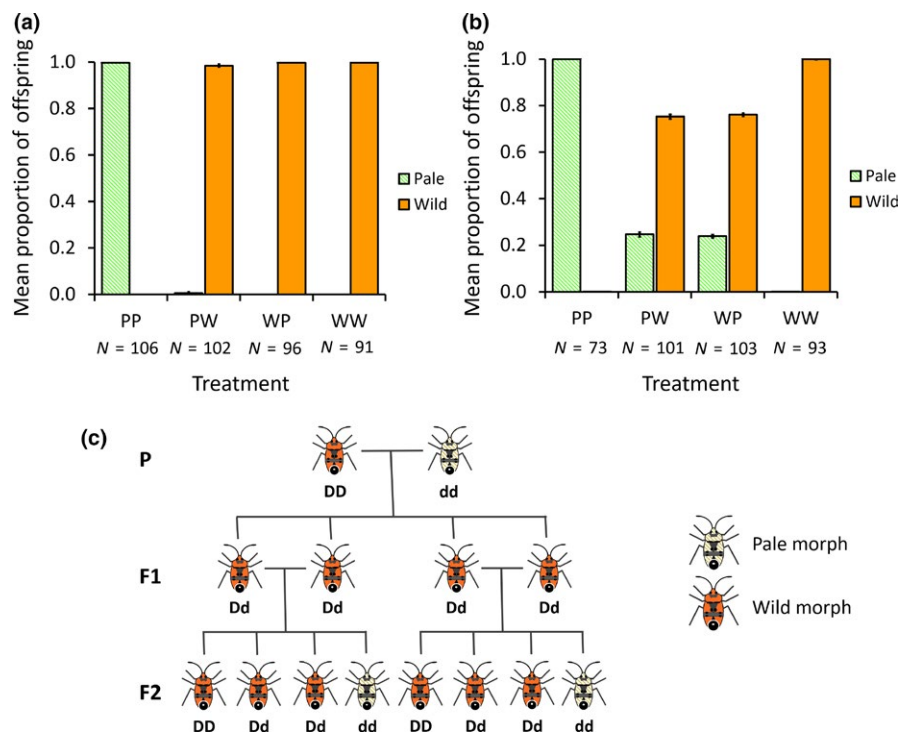 (a)
Mean proportion of offspring
1.0
0.8
0.6
0.4
0.2
0.0
Pale
Wild
PP PW WP WW
N = 106 N = 102 N = 96 N = 91
Treatment
(b)
Mean proportion of offspring
1.0
0.8
0.6
0.4
0.2
0.0
Pale
Wild
PP PW WP WW
N = 73 N = 101 N = 103 N = 93
Treatment
(c)
P
DD dd
F1
Dd Dd Dd Dd
F2
DD Dd Dd dd DD Dd Dd dd
Pale morph
Wild morph